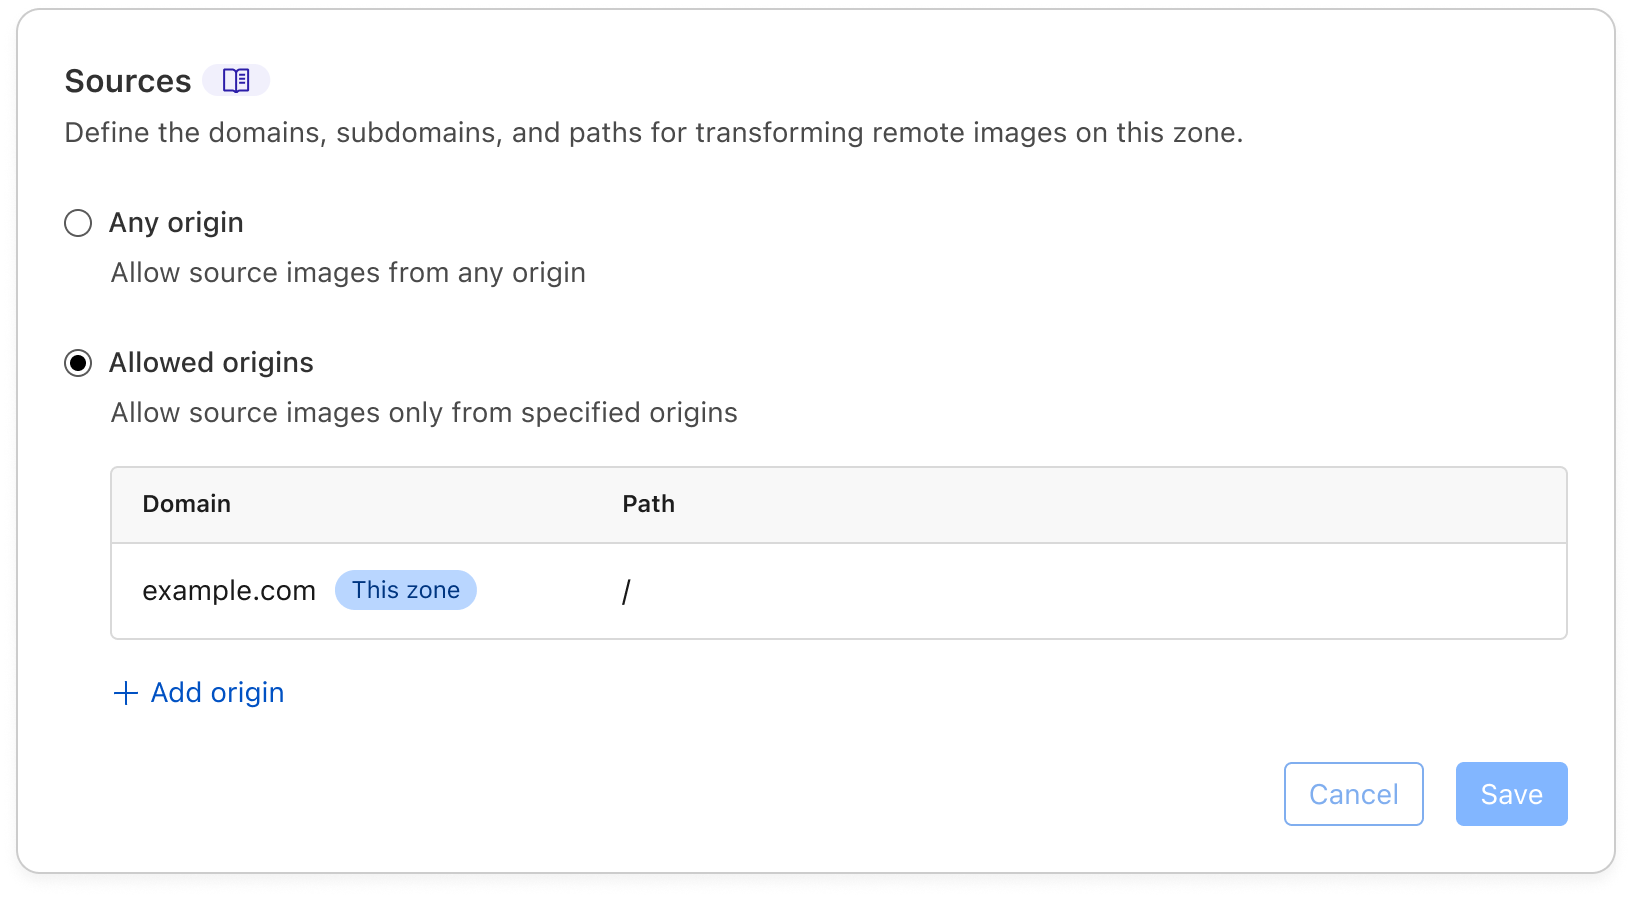 Sources
Define the domains, subdomains, and paths for transforming remote images on this zone.
Any origin
Allow source images from any origin
Allowed origins
Allow source images only from specified origins
Domain Path
example.com This zone /
+ Add origin
Cancel Save